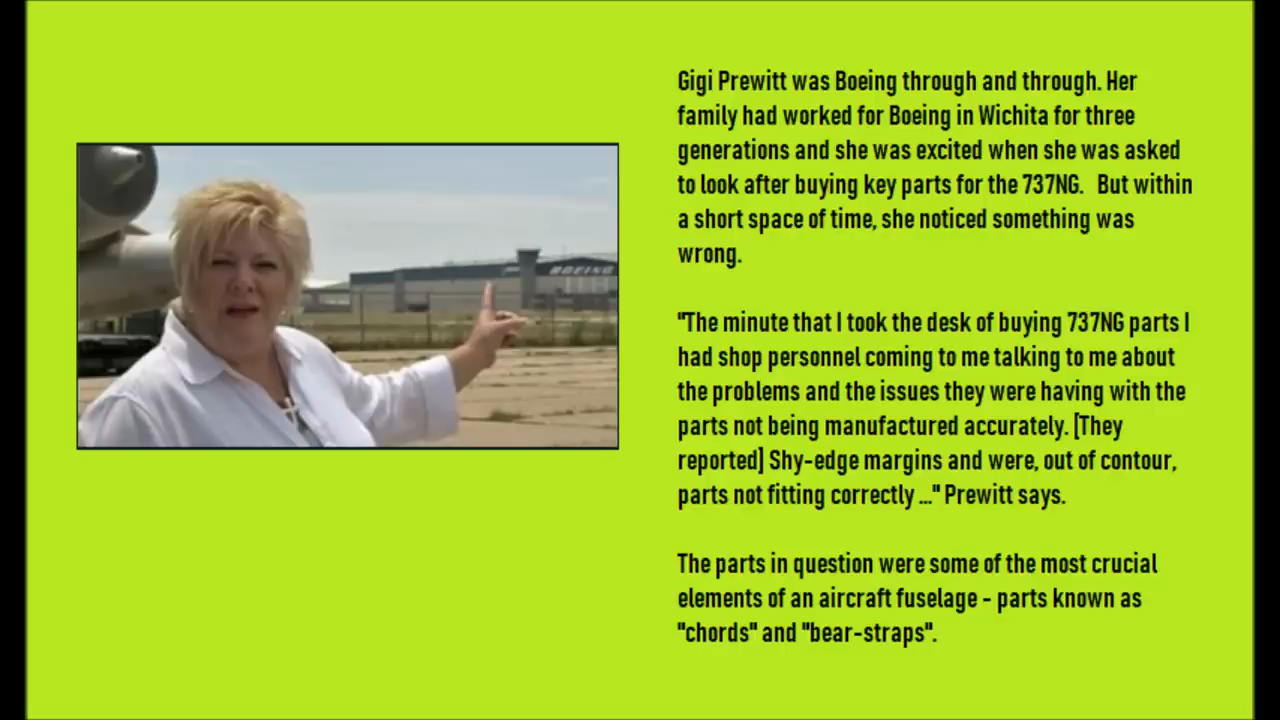 BOEING
Gigi Prewitt was Boeing through and through. Her
family had worked for Boeing in Wichita for three
generations and she was excited when she was asked
to look after buying key parts for the 737NG. But within
a short space of time, she noticed something was
wrong.
"The minute that I took the desk of buying 737NG parts I
had shop personnel coming to me talking to me about
the problems and the issues they were having with the
parts not being manufactured accurately. [They
reported] Shy-edge margins and were, out of contour,
parts not fitting correctly ..." Prewitt says.
The parts in question were some of the most crucial
elements of an aircraft fuselage - parts known as
"chords" and "bear-straps".